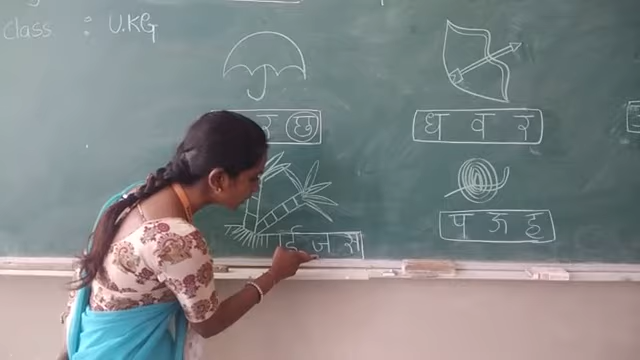 class : U.KG
र छ
ध व र
ई ज अ
प ऊ ह